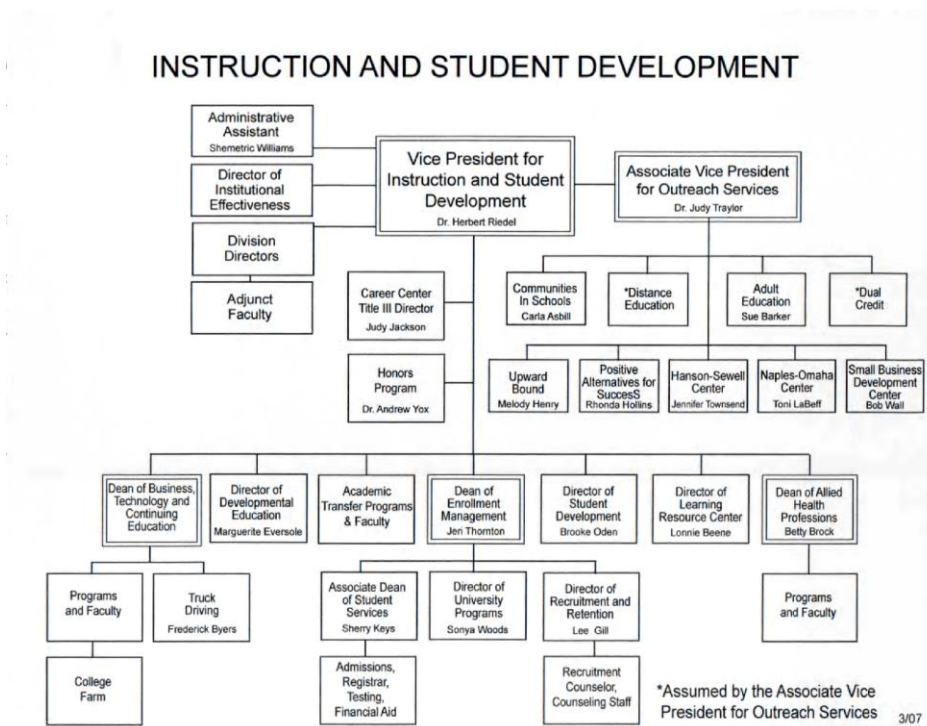 INSTRUCTION AND STUDENT DEVELOPMENT
Administrative
Assistant
Shemetric Williams
Director of
Institutional
Effectiveness
Division
Directors
Adjunct
Faculty
Vice President for
Instruction and Student
Development
Dr. Herbert Riedel
Associate Vice President
for Outreach Services
Dr. Judy Traylor
Career Center
Title III Director
Judy Jackson
Honors
Program
Dr. Andrew Yox
Communities
In Schools
Carla Asbill
*Distance
Education
Adult
Education
Sue Barker
*Dual
Credit
Upward
Bound
Melody Henry
Positive
Alternatives for
SuccesS
Rhonda Hollins
Hanson-Sewell
Center
Jennifer Townsend
Naples-Omaha
Center
Toni LaBeff
Small Business
Development
Center
Bob Wall
Dean of Business,
Technology and
Continuing
Education
Director of
Developmental
Education
Marguerite Eversole
Academic
Transfer Programs
& Faculty
Dean of
Enrollment
Management
Jeri Thornton
Director of
Student
Development
Brooke Oden
Director of
Learning
Resource Center
Lonnie Beene
Dean of Allied
Health
Professions
Betty Brock
Programs
and Faculty
Truck
Driving
Frederick Byers
Associate Dean
of Student
Services
Sherry Keys
Director of
University
Programs
Sonya Woods
Director of
Recruitment and
Retention
Lee Gill
Programs
and Faculty
College
Farm
Admissions,
Registrar,
Testing,
Financial Aid
Recruitment
Counselor,
Counseling Staff
*Assumed by the Associate Vice
President for Outreach Services
3/07